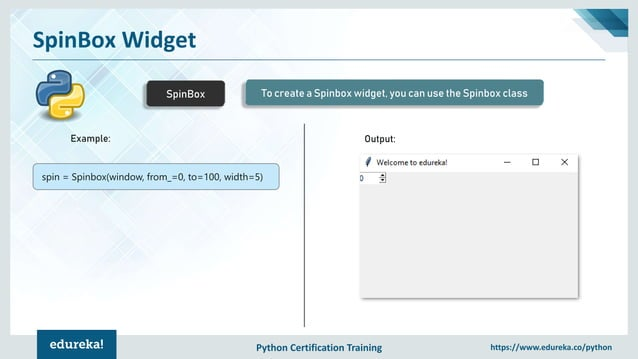 SpinBox Widget
SpinBox
To create a Spinbox widget, you can use the Spinbox class
Example:
spin = Spinbox(window, from_=0, to=100, width=5)
Output:
Welcome to edureka!
0
edureka!
Python Certification Training
https://www.edureka.co/python